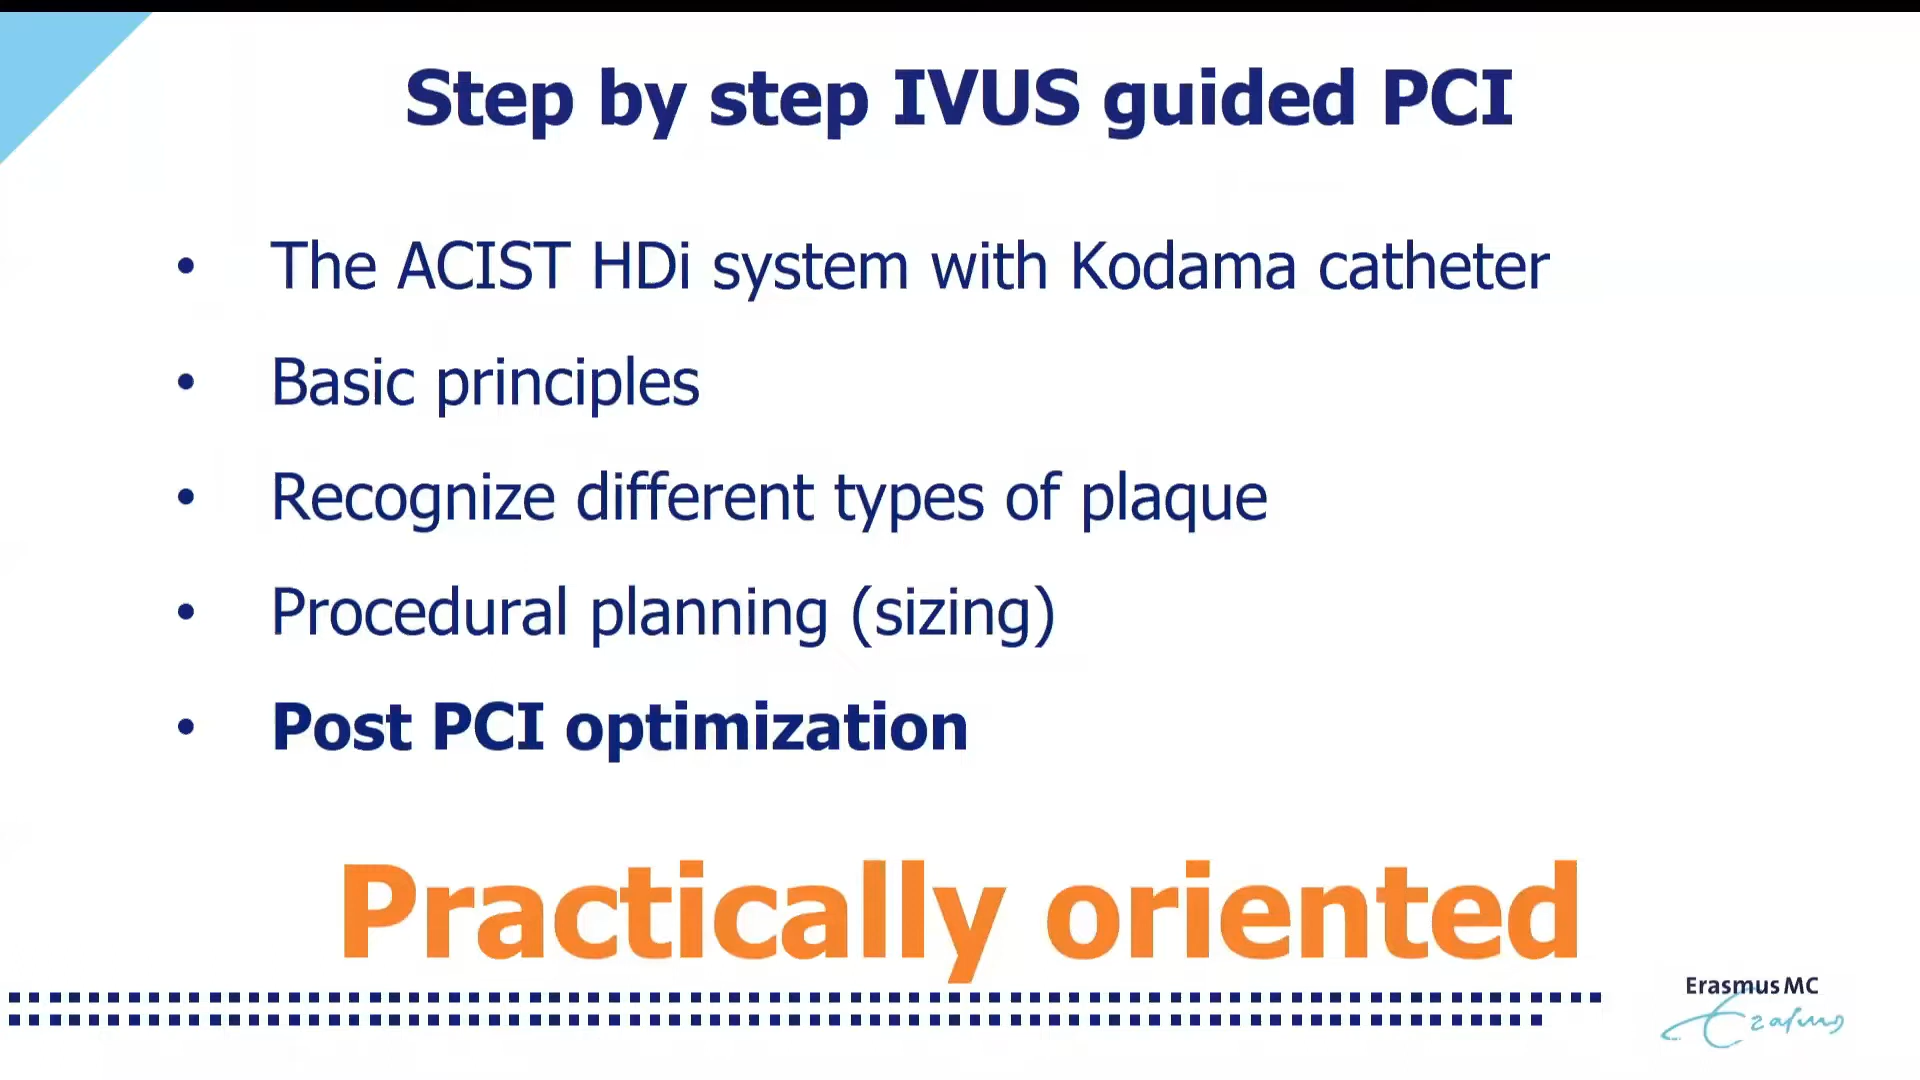 Step by step IVUS guided PCI
• The ACIST HDi system with Kodama catheter
• Basic principles
• Recognize different types of plaque
• Procedural planning (sizing)
• Post PCI optimization
Practically oriented
Erasmus MC
Erasmus